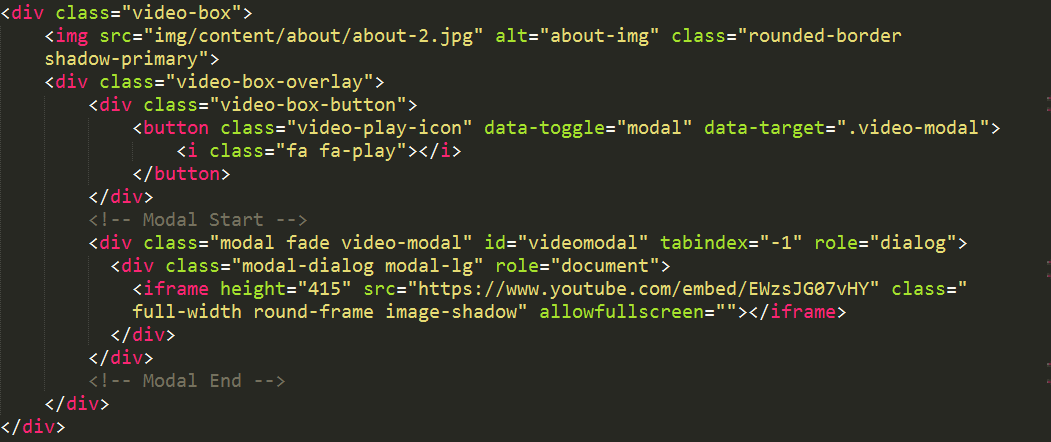 <div class="video-box">
<img src="img/content/about/about-2.jpg" alt="about-img" class="rounded-border
shadow-primary">
<div class="video-box-overlay">
<div class="video-box-button">
<button class="video-play-icon" data-toggle="modal" data-target=".video-modal">
<i class="fa fa-play"></i>
</button>
</div>
<!-- Modal Start -->
<div class="modal fade video-modal" id="videomodal" tabindex="-1" role="dialog">
<div class="modal-dialog modal-lg" role="document">
<iframe height="415" src="https://www.youtube.com/embed/EWzsJG07vHY" class="
full-width round-frame image-shadow" allowfullscreen=""></iframe>
</div>
</div>
<!-- Modal End -->
</div>
</div>